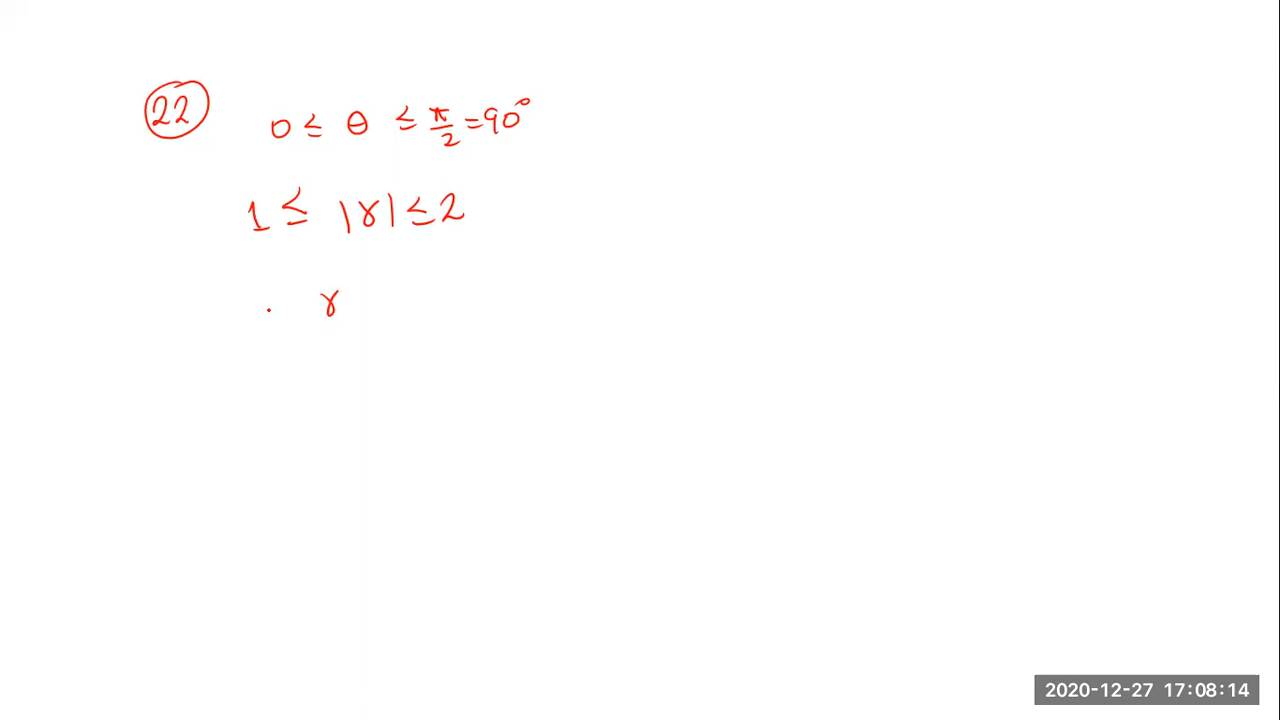 22 0 ≤ θ ≤ π/2 = 90°
1 ≤ |r| ≤ 2
r
2020-12-27 17:08:14